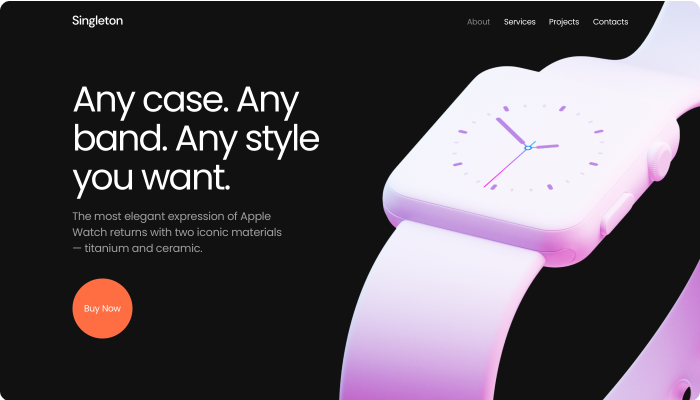 Singleton
About Services Projects Contacts
Any case. Any
band. Any style
you want.
The most elegant expression of Apple
Watch returns with two iconic materials
— titanium and ceramic.
Buy Now